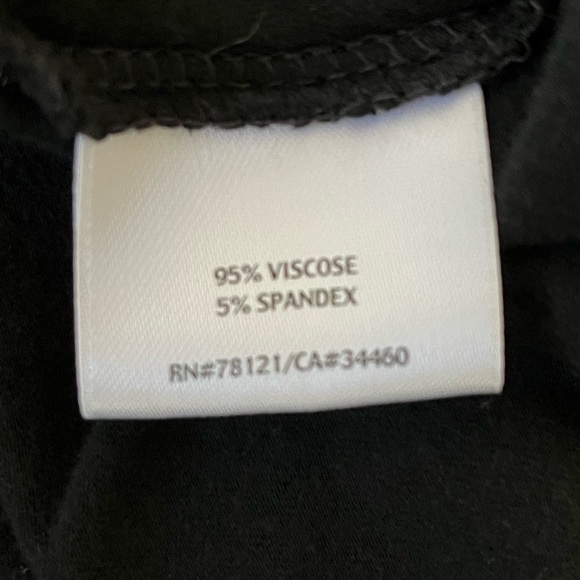 95% VISCOSE
5% SPANDEX
RN#78121/CA#34460